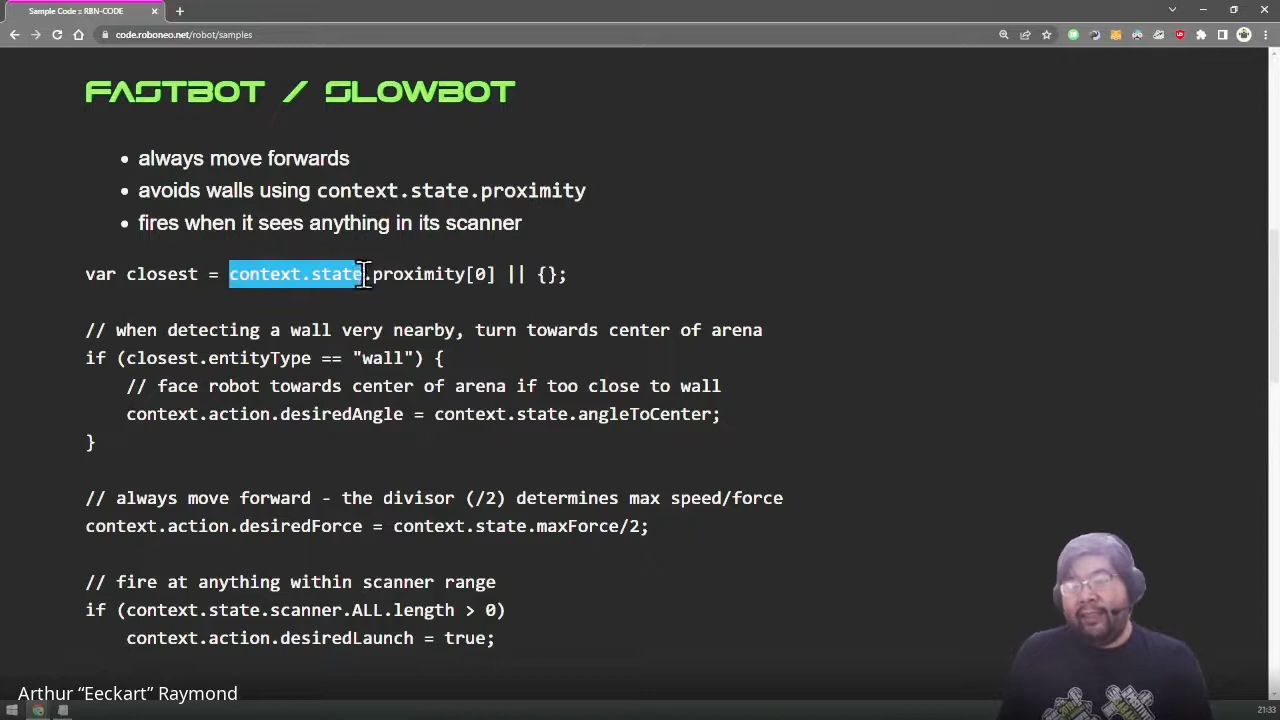 Sample Code :: RBN-CODE
code.roboneo.net/robot/samples
FASTBOT / SLOWBOT
• always move forwards
• avoids walls using context.state.proximity
• fires when it sees anything in its scanner
var closest = context.state.proximity[0] || {};
// when detecting a wall very nearby, turn towards center of arena
if (closest.entityType == "wall") {
// face robot towards center of arena if too close to wall
context.action.desiredAngle = context.state.angleToCenter;
}
// always move forward - the divisor (/2) determines max speed/force
context.action.desiredForce = context.state.maxForce/2;
// fire at anything within scanner range
if (context.state.scanner.ALL.length > 0)
context.action.desiredLaunch = true;
Arthur “Eeckart” Raymond
21:33